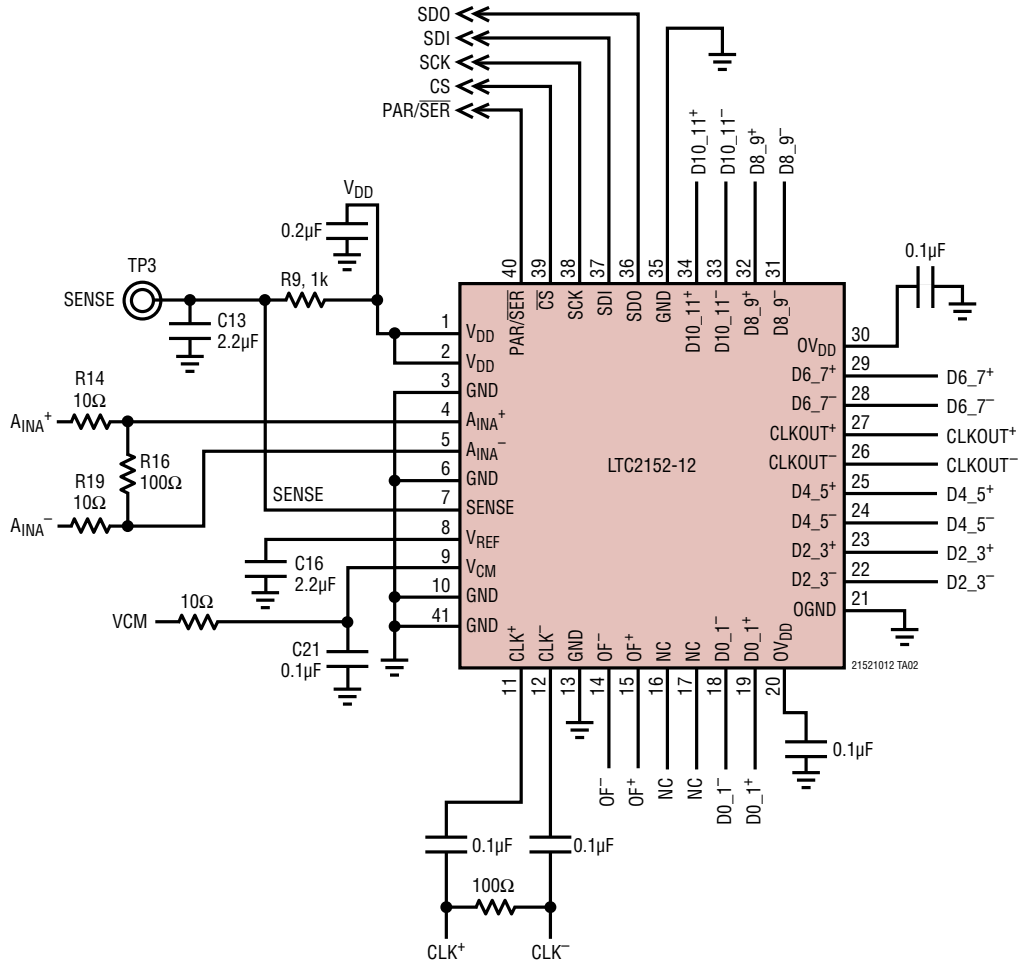 SDO
SDI
SCK
CS
PAR/SER
VDD
0.2µF
TP3
SENSE
R9, 1k
C13
2.2µF
R14
10Ω
AINA+
R16
100Ω
R19
10Ω
AINA−
SENSE
C16
2.2µF
10Ω
VCM
C21
0.1µF
40
39
38
37
36
35
34
33
32
31
D10_11+
D10_11−
D8_9+
D8_9−
PAR/SER
CS
SCK
SDI
SDO
GND
D10_11+
D10_11−
D8_9+
D8_9−
1 VDD
2 VDD
3 GND
4 AINA+
5 AINA−
6 GND
7 SENSE
8 VREF
9 VCM
10 GND
41 GND
LTC2152-12
0.1µF
OVDD 30
D6_7+ 29 D6_7+
D6_7− 28 D6_7−
CLKOUT+ 27 CLKOUT+
CLKOUT− 26 CLKOUT−
D4_5+ 25 D4_5+
D4_5− 24 D4_5−
D2_3+ 23 D2_3+
D2_3− 22 D2_3−
OGND 21
21521012 TA02
CLK+
CLK−
GND
OF−
OF+
NC
NC
D0_1−
D0_1+
OVDD
11
12
13
14
15
16
17
18
19
20
0.1µF
OF−
OF+
NC
NC
D0_1−
D0_1+
0.1µF
0.1µF
100Ω
CLK+
CLK−